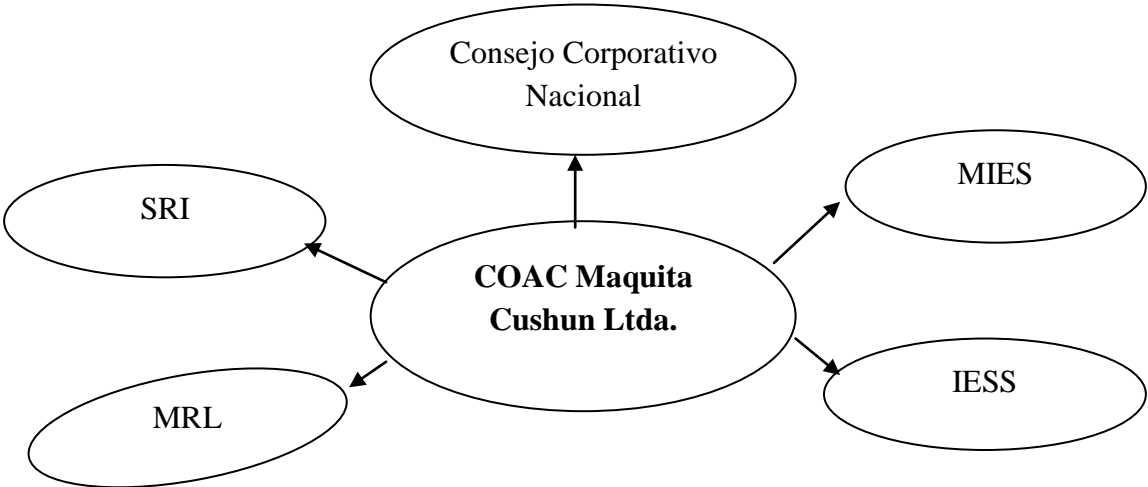 Consejo Corporativo
Nacional
MIES
SRI
COAC Maquita
Cushun Ltda.
IESS
MRL